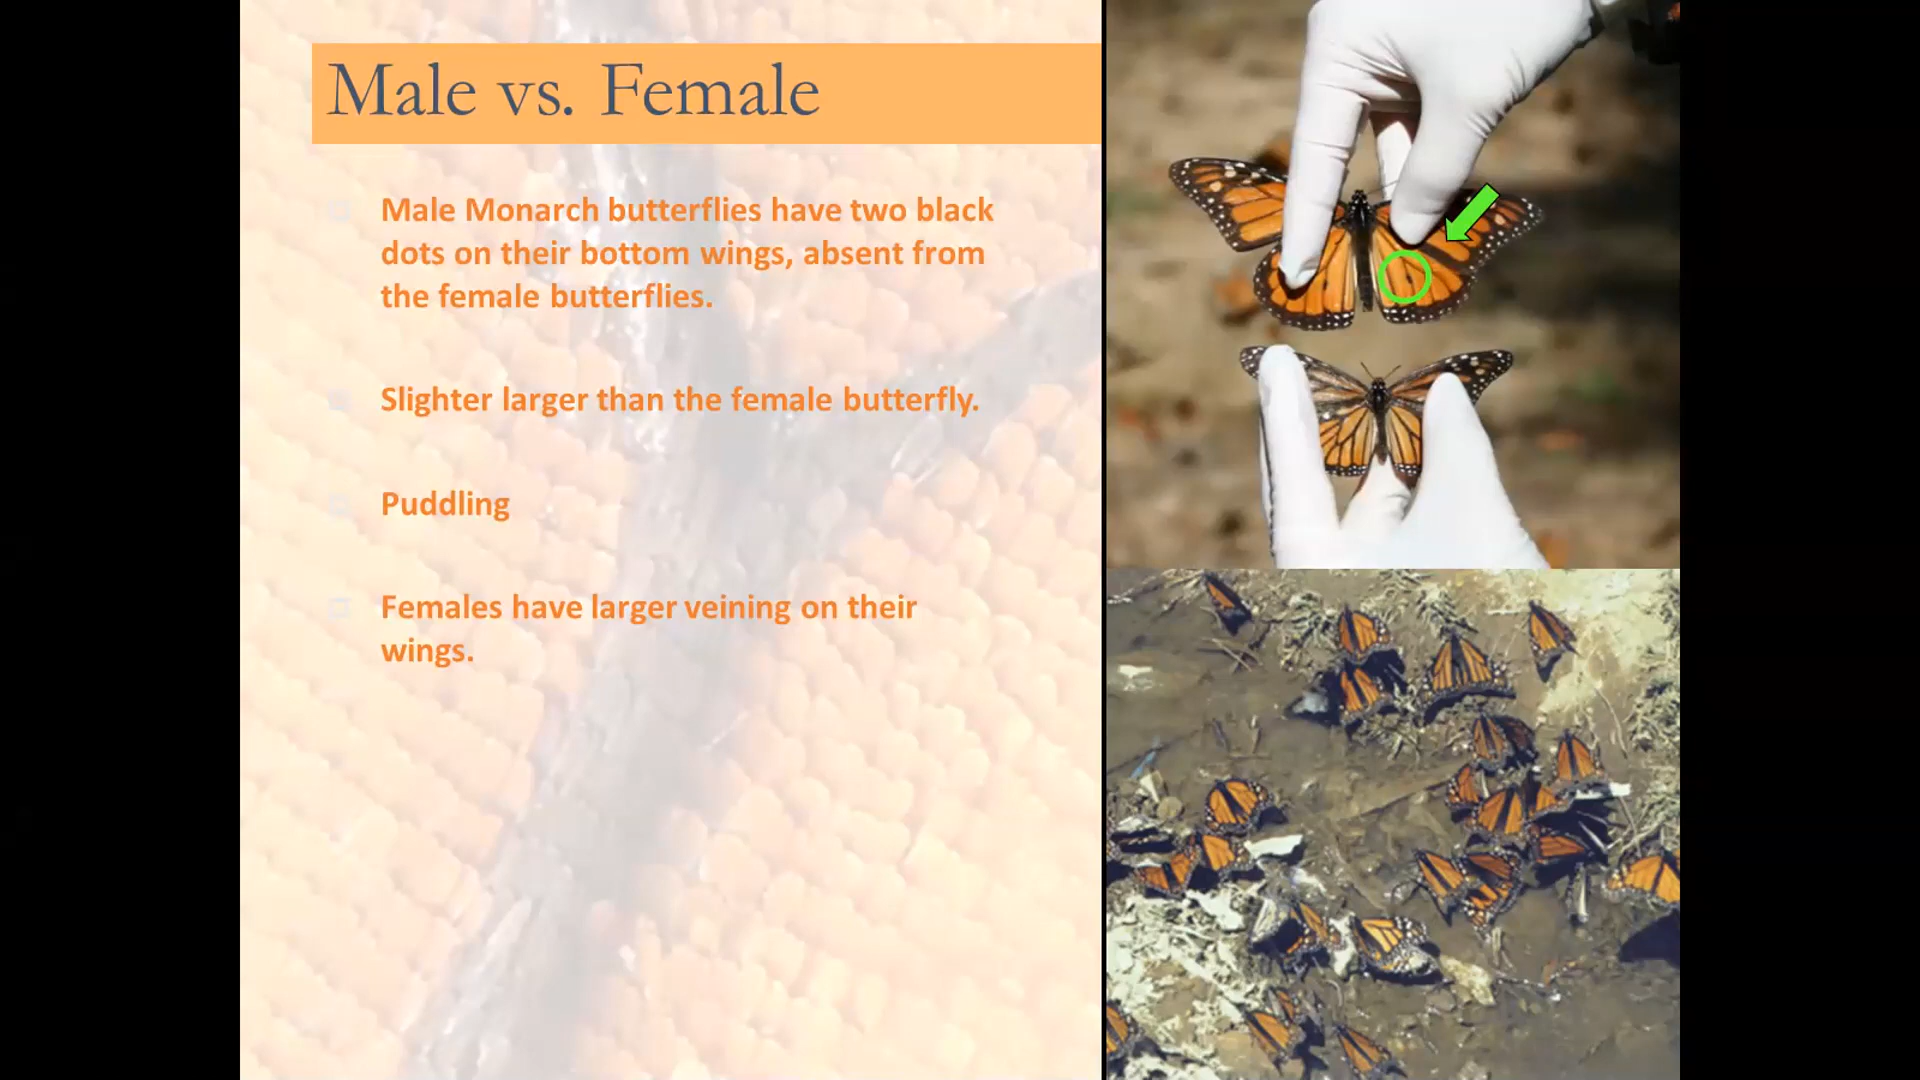 Male vs. Female
Male Monarch butterflies have two black
dots on their bottom wings, absent from
the female butterflies.
Slighter larger than the female butterfly.
Puddling
Females have larger veining on their
wings.